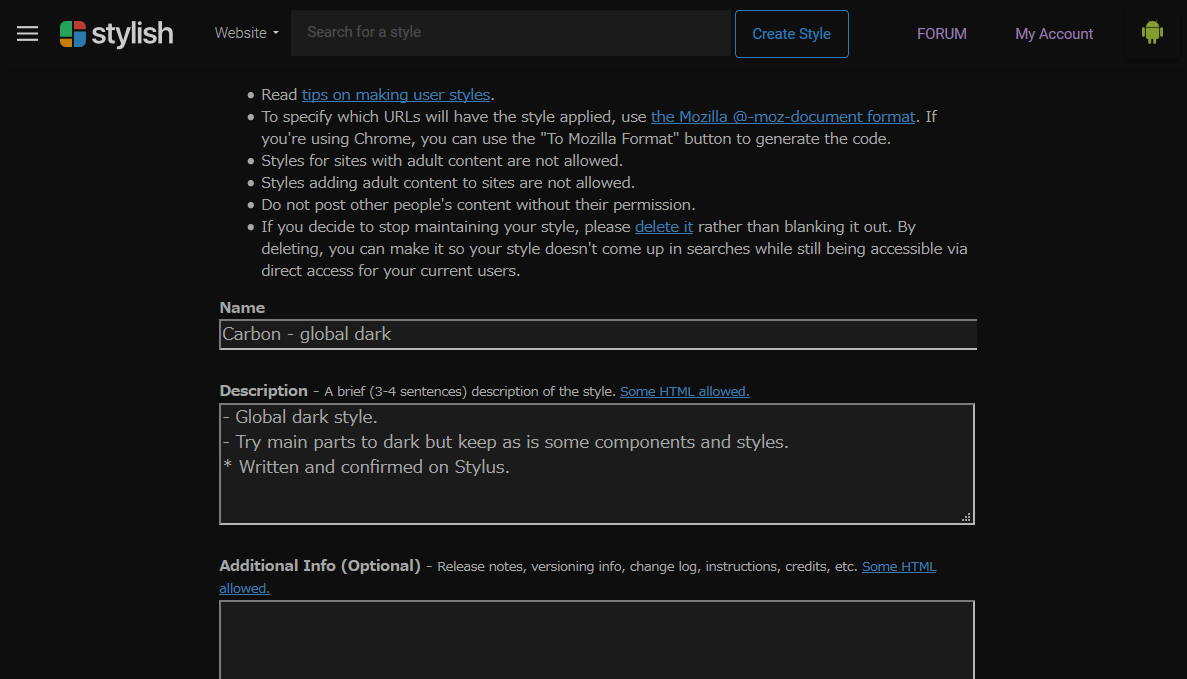 stylish Website Search for a style Create Style FORUM My Account
Read tips on making user styles.
To specify which URLs will have the style applied, use the Mozilla @-moz-document format. If
you're using Chrome, you can use the "To Mozilla Format" button to generate the code.
Styles for sites with adult content are not allowed.
Styles adding adult content to sites are not allowed.
Do not post other people's content without their permission.
If you decide to stop maintaining your style, please delete it rather than blanking it out. By
deleting, you can make it so your style doesn't come up in searches while still being accessible via
direct access for your current users.
Name
Carbon - global dark
Description - A brief (3-4 sentences) description of the style. Some HTML allowed.
- Global dark style.
- Try main parts to dark but keep as is some components and styles.
* Written and confirmed on Stylus.
Additional Info (Optional) - Release notes, versioning info, change log, instructions, credits, etc. Some HTML
allowed.